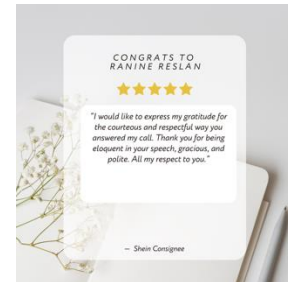 CONGRATS TO
RANINE RESLAN
"I would like to express my gratitude for
the courteous and respectful way you
answered my call. Thank you for being
eloquent in your speech, gracious, and
polite. All my respect to you."
— Shein Consignee